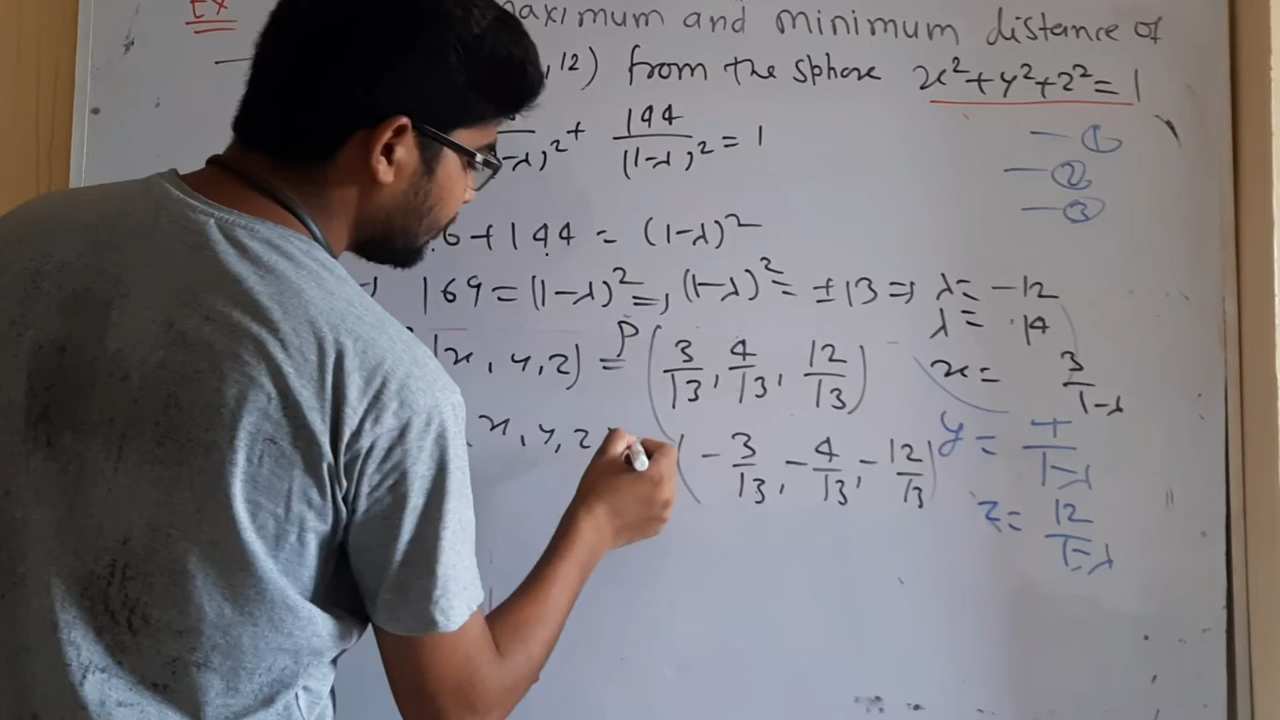 Ex
maximum and minimum distance of
,12) from the sphere x²+y²+z²=1
-λ)² + 144/(1-λ)² = 1
—①
—②
—③
6+144 = (1-λ)²
169=(1-λ)²=, (1-λ)²= ±13 ⇒ λ= -12
λ= 14
(x, y, z) = P (3/13, 4/13, 12/13)
x= 3/1-λ
x, y, z
(-3/13, -4/13, -12/13)
y = 4/1-λ
z= 12/1-λ